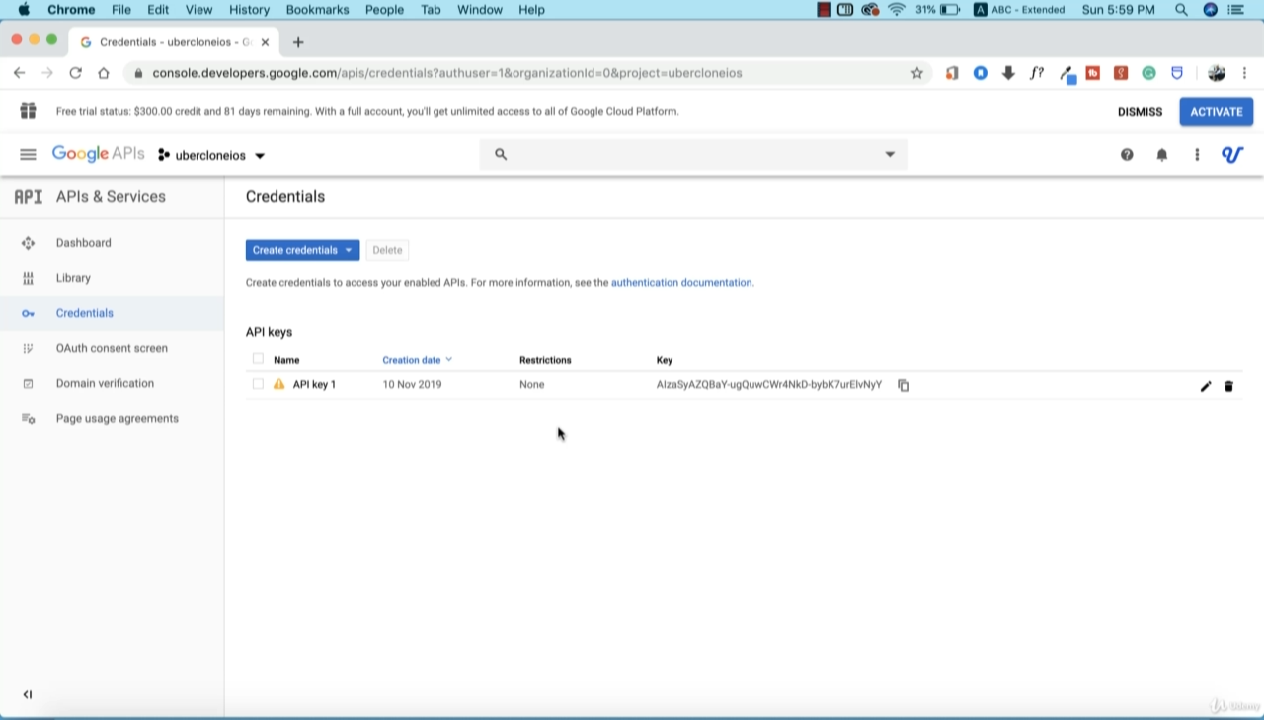 Chrome File Edit View History Bookmarks People Tab Window Help 31% A ABC - Extended Sun 5:59 PM
Credentials - ubercloneios - G
console.developers.google.com/apis/credentials?authuser=1&organizationId=0&project=ubercloneios
Free trial status: $300.00 credit and 81 days remaining. With a full account, you'll get unlimited access to all of Google Cloud Platform. DISMISS ACTIVATE
Google APIs ubercloneios
API APIs & Services
Credentials
Dashboard
Library
Credentials
OAuth consent screen
Domain verification
Page usage agreements
Create credentials Delete
Create credentials to access your enabled APIs. For more information, see the authentication documentation.
API keys
Name Creation date Restrictions Key
API key 1 10 Nov 2019 None AIzaSyAZQBaY-ugQuwCWr4NkD-bybK7urElvNyY
Udemy